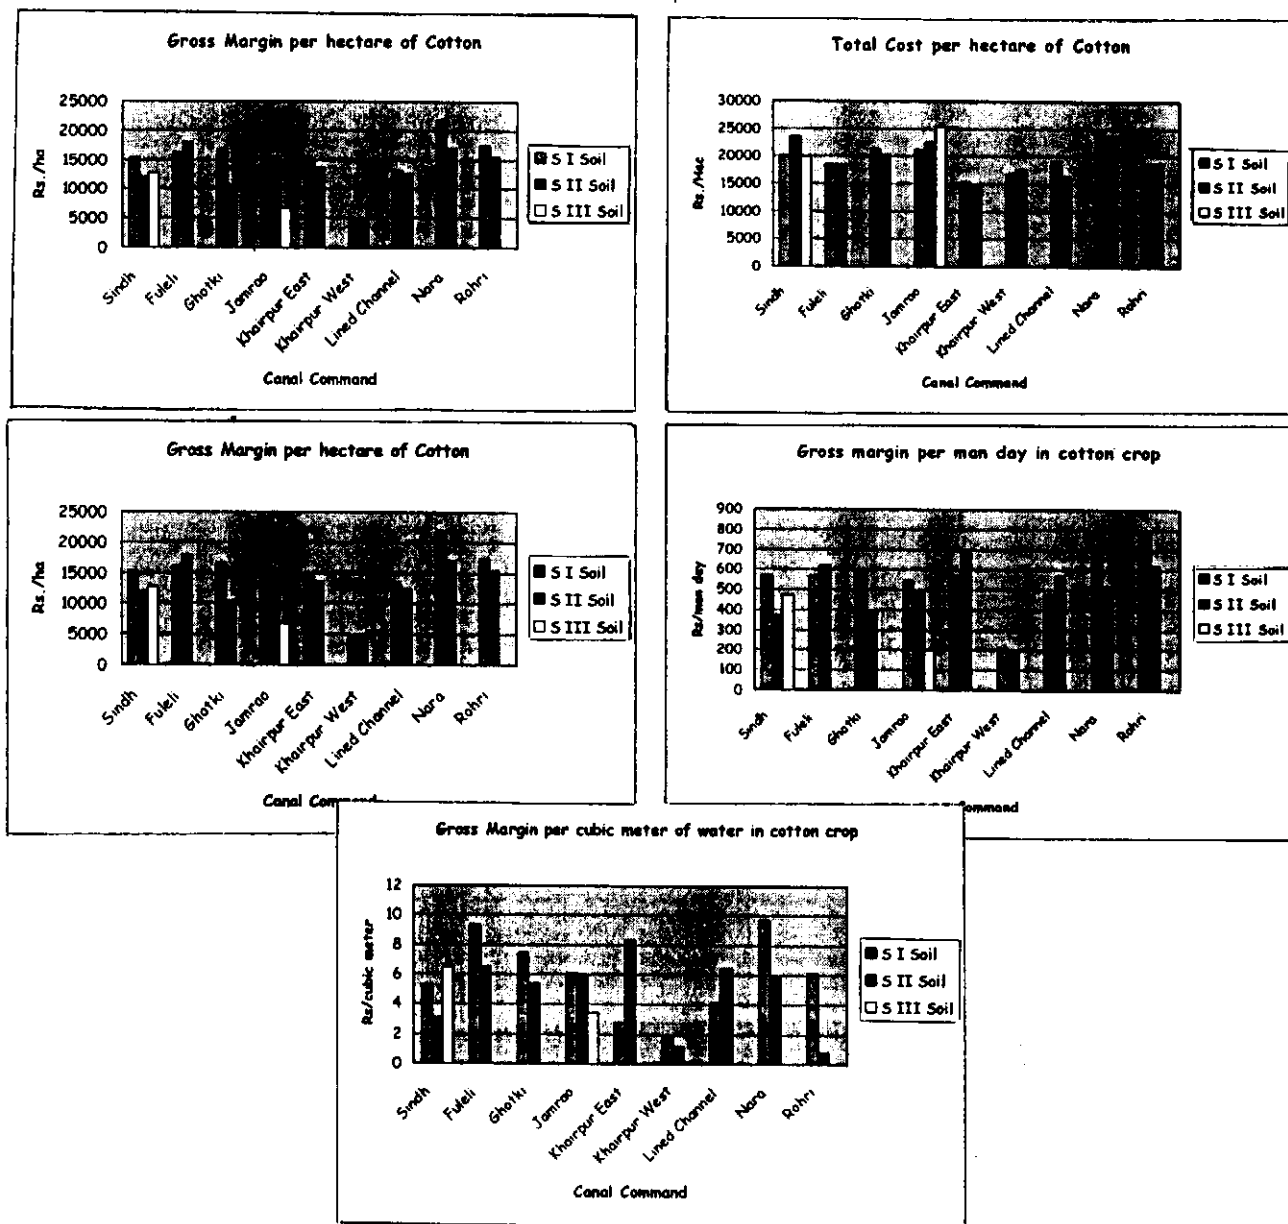 Gross Margin per hectare of Cotton
Rs./ha
25000
20000
15000
10000
5000
0
Sindh
Fuleli
Ghotki
Jamrao
Khairpur East
Khairpur West
Lined Channel
Nara
Rohri
Canal Command
S I Soil
S II Soil
S III Soil
Total Cost per hectare of Cotton
Rs./Hac
30000
25000
20000
15000
10000
5000
0
Sindh
Fuleli
Ghotki
Jamrao
Khairpur East
Khairpur West
Lined Channel
Nara
Rohri
Canal Command
S I Soil
S II Soil
S III Soil
Gross Margin per hectare of Cotton
Rs./ha
25000
20000
15000
10000
5000
0
Sindh
Fuleli
Ghotki
Jamrao
Khairpur East
Khairpur West
Lined Channel
Nara
Rohri
Canal Command
S I Soil
S II Soil
S III Soil
Gross margin per man day in cotton crop
Rs/man day
900
800
700
600
500
400
300
200
100
0
Sindh
Fuleli
Ghotki
Jamrao
Khairpur East
Khairpur West
Lined Channel
Nara
Rohri
Command
S I Soil
S II Soil
S III Soil
Gross Margin per cubic meter of water in cotton crop
Rs/cubic meter
12
10
8
6
4
2
0
Sindh
Fuleli
Ghotki
Jamrao
Khairpur East
Khairpur West
Lined Channel
Nara
Rohri
Canal Command
S I Soil
S II Soil
S III Soil